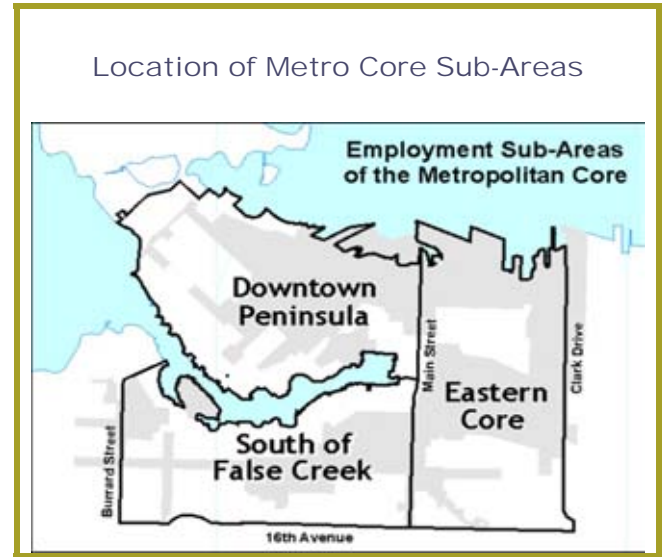 Location of Metro Core Sub-Areas
Employment Sub-Areas
of the Metropolitan Core
Downtown
Peninsula
Main Street
Clark Drive
Eastern
Core
South of
False Creek
Burrard Street
16th Avenue